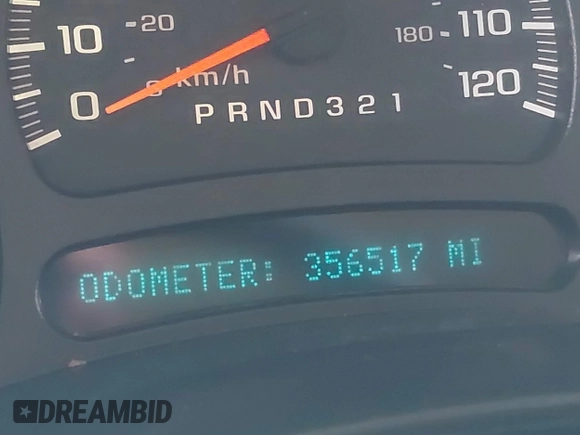 10 20 110
180
0 km/h 120
PRND321
ODOMETER: 356517 MI
DREAMBID